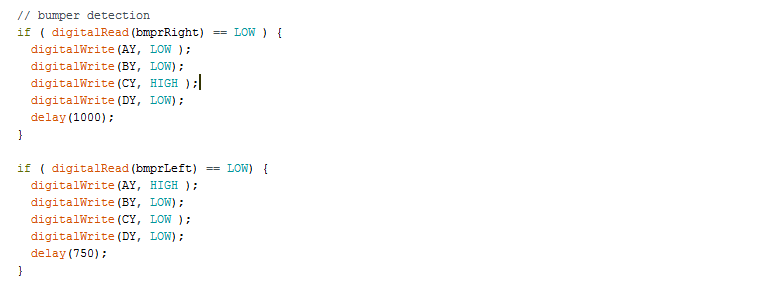 // bumper detection
if ( digitalRead(bmprRight) == LOW ) {
  digitalWrite(AY, LOW );
  digitalWrite(BY, LOW);
  digitalWrite(CY, HIGH );
  digitalWrite(DY, LOW);
  delay(1000);
}
if ( digitalRead(bmprLeft) == LOW) {
  digitalWrite(AY, HIGH );
  digitalWrite(BY, LOW);
  digitalWrite(CY, LOW );
  digitalWrite(DY, LOW);
  delay(750);
}